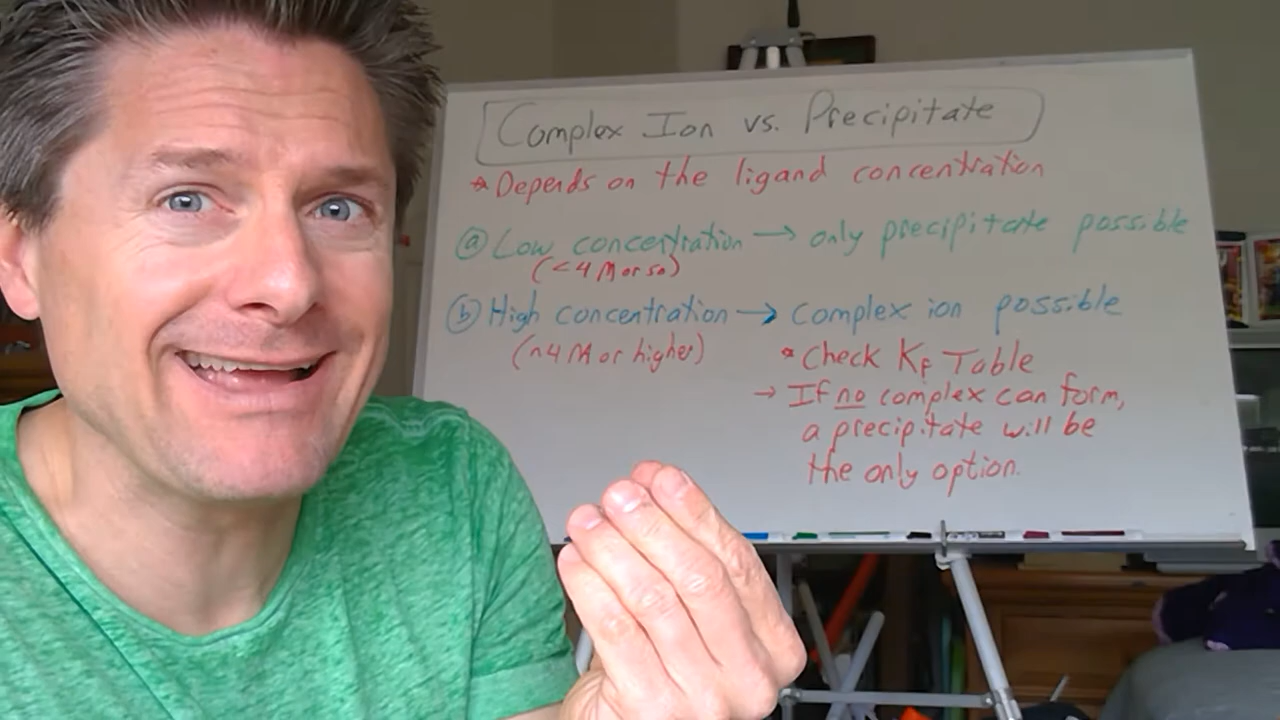 Complex Ion vs. Precipitate
* Depends on the ligand concentration
ⓐ Low concentration → only precipitate possible
(<4 M or so)
ⓑ High concentration → Complex ion possible
(~4 M or higher)
* Check Kf Table
→ If no complex can form,
a precipitate will be
the only option.